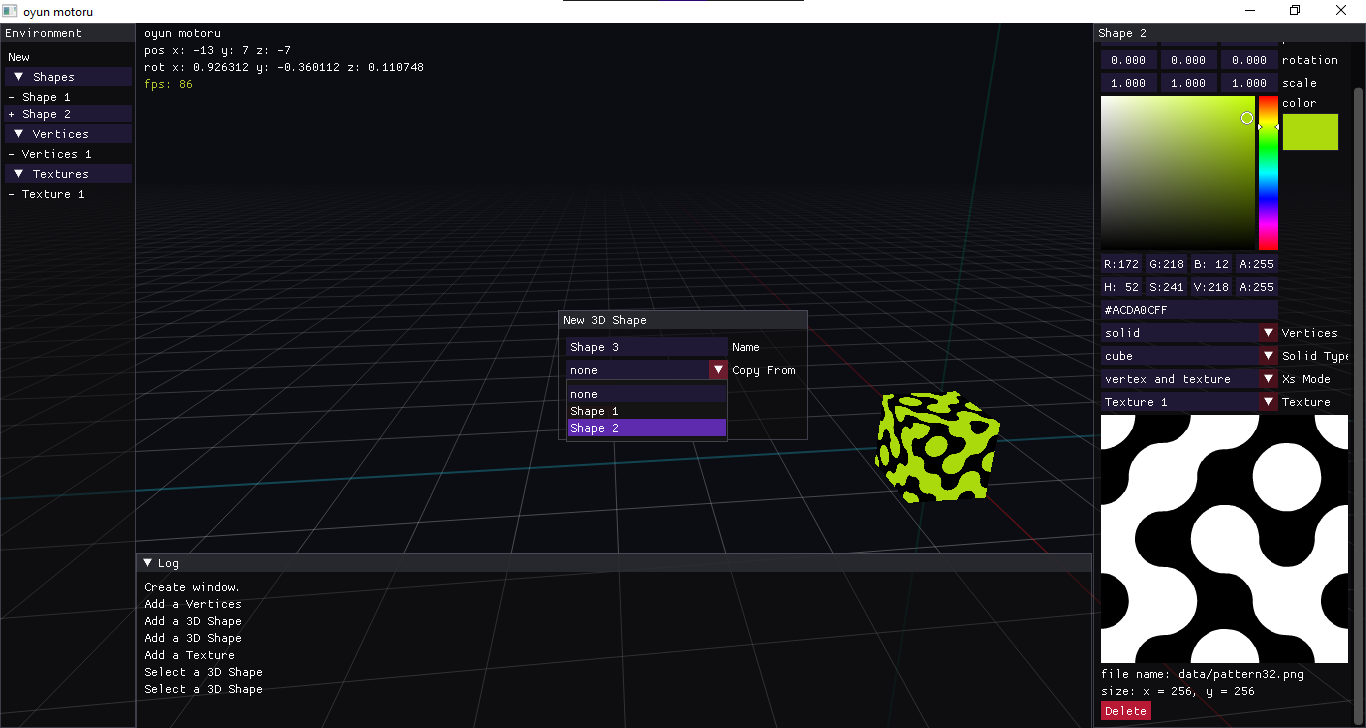 oyun motoru
Environment
New
Shapes
- Shape 1
+ Shape 2
Vertices
- Vertices 1
Textures
- Texture 1
oyun motoru
pos x: -13 y: 7 z: -7
rot x: 0.926312 y: -0.360112 z: 0.110748
fps: 86
New 3D Shape
Shape 3 Name
none Copy From
none
Shape 1
Shape 2
Log
Create window.
Add a Vertices
Add a 3D Shape
Add a 3D Shape
Add a Texture
Select a 3D Shape
Select a 3D Shape
Shape 2
0.000 0.000 0.000 rotation
1.000 1.000 1.000 scale
color
R:172 G:218 B: 12 A:255
H: 52 S:241 V:218 A:255
#ACDA0CFF
solid Vertices
cube Solid Type
vertex and texture Xs Mode
Texture 1 Texture
file name: data/pattern32.png
size: x = 256, y = 256
Delete